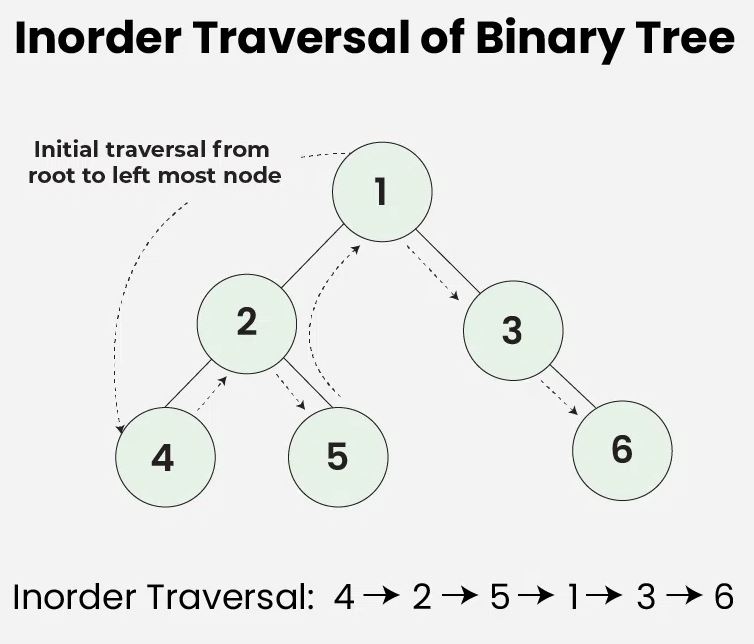 Inorder Traversal of Binary Tree
Initial traversal from
root to left most node
1
2
3
4
5
6
Inorder Traversal: 4 → 2 → 5 → 1 → 3 → 6